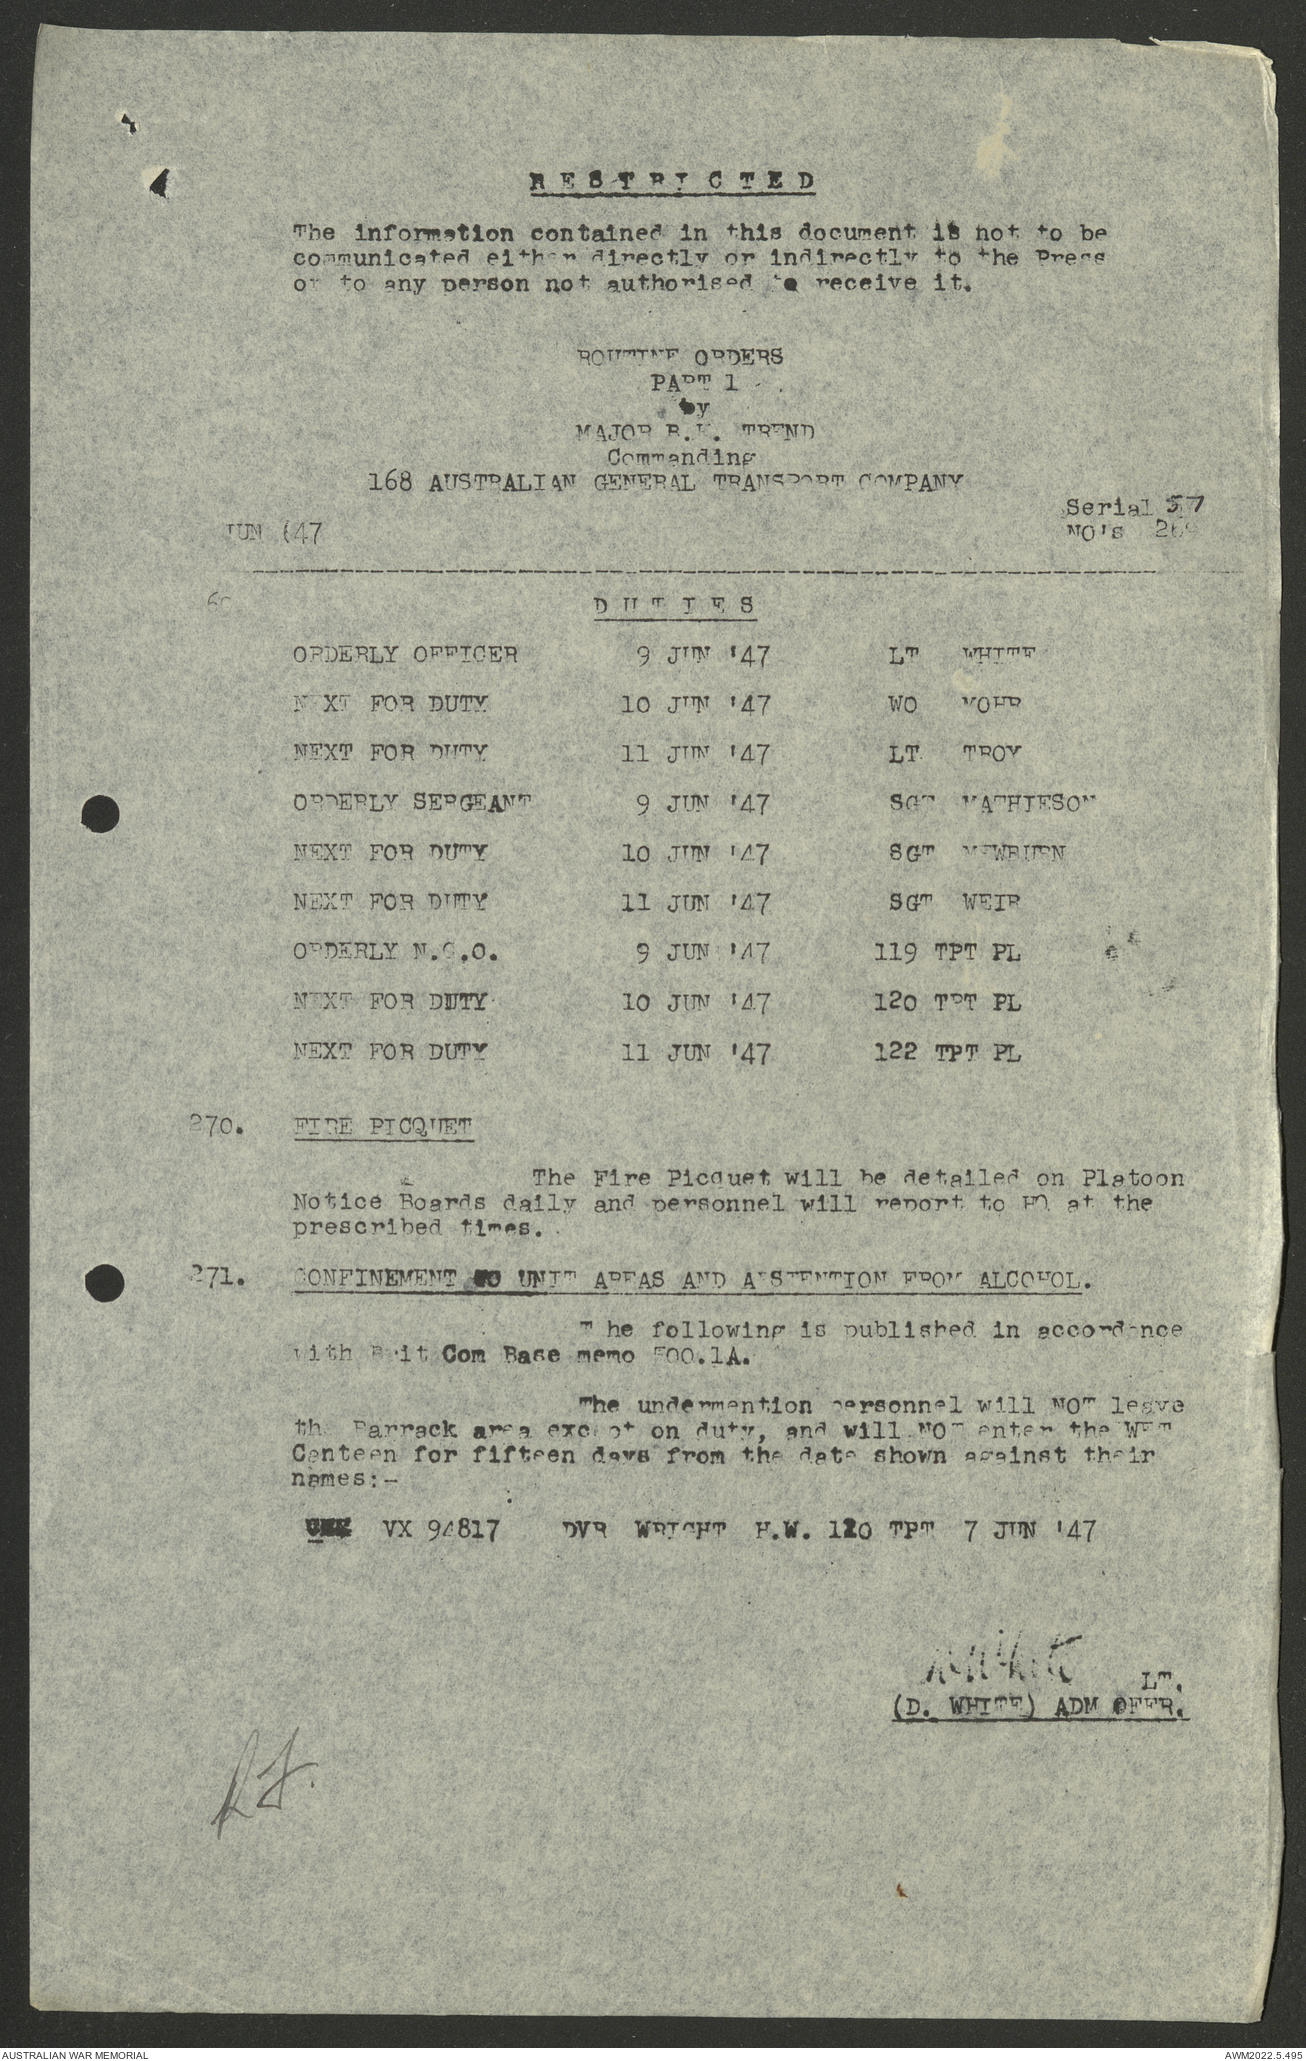 RESTRICTED
The information contained in this document is not to be
communicated either directly or indirectly to the Press
or to any person not authorised to receive it.
ROUTINE ORDERS
PART 1
by
MAJOR B.K. TREND
Commanding
168 AUSTRALIAN GENERAL TRANSPORT COMPANY
Serial 57
JUN '47 NO's 269
DUTIES
ORDERLY OFFICER 9 JUN '47 LT WHITE
NEXT FOR DUTY 10 JUN '47 WO MOHR
NEXT FOR DUTY 11 JUN '47 LT TROY
ORDERLY SERGEANT 9 JUN '47 SGT MATHIESON
NEXT FOR DUTY 10 JUN '47 SGT MEWBURN
NEXT FOR DUTY 11 JUN '47 SGT WEIR
ORDERLY N.C.O. 9 JUN '47 119 TPT PL
NEXT FOR DUTY 10 JUN '47 120 TPT PL
NEXT FOR DUTY 11 JUN '47 122 TPT PL
270. FIRE PICQUET
The Fire Picquet will be detailed on Platoon
Notice Boards daily and personnel will report to HQ at the
prescribed times.
271. CONFINEMENT TO UNIT AREAS AND ABSTENTION FROM ALCOHOL.
The following is published in accordance
with Brit Com Base memo 500.1A.
The undermention personnel will NOT leave
the Barrack area except on duty, and will NOT enter the WET
Canteen for fifteen days from the date shown against their
names:-
VX 94817 DVR WRIGHT H.W. 120 TPT 7 JUN '47
LT.
(D. WHITE) ADM OFFR.
AUSTRALIAN WAR MEMORIAL AWM2022.5.495